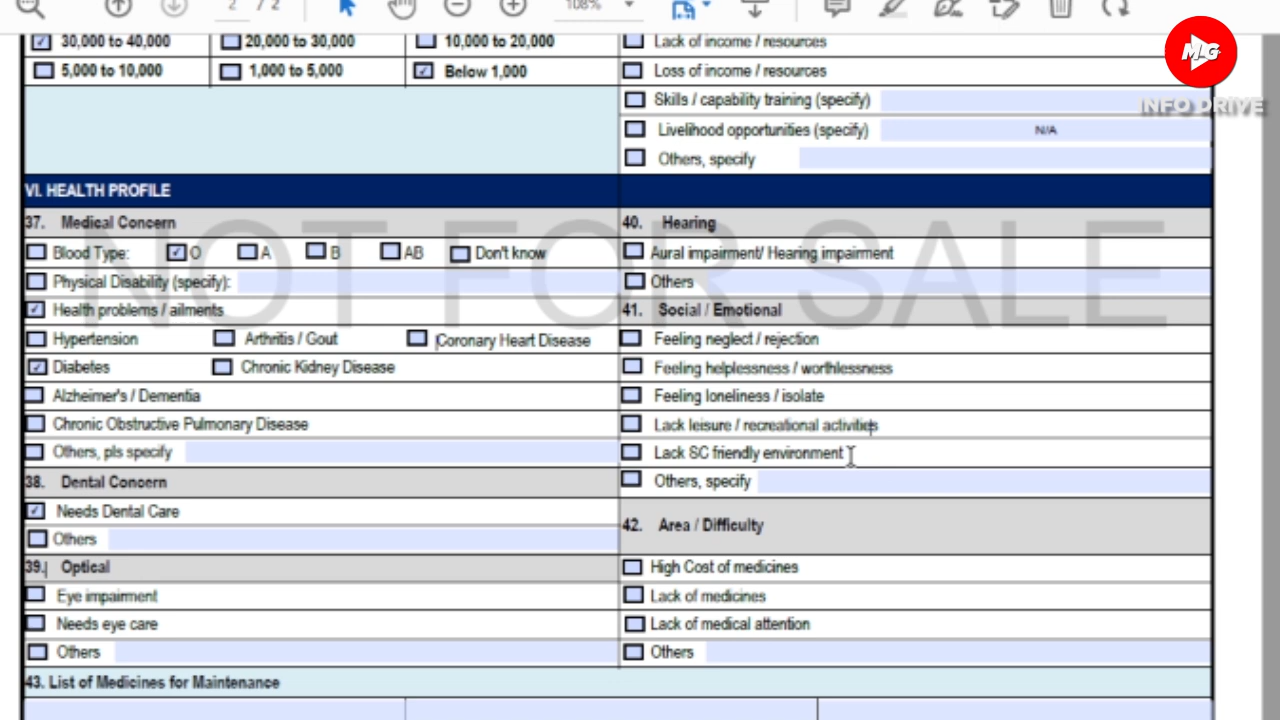 2 / 2
108%
MG
INFO DRIVE
30,000 to 40,000 20,000 to 30,000 10,000 to 20,000
5,000 to 10,000 1,000 to 5,000 Below 1,000
Lack of income / resources
Loss of income / resources
Skills / capability training (specify)
Livelihood opportunities (specify) N/A
Others, specify
VI. HEALTH PROFILE
NOT FOR SALE
37. Medical Concern
Blood Type: O A B AB Don't know
Physical Disability (specify):
Health problems / ailments
Hypertension Arthritis / Gout Coronary Heart Disease
Diabetes Chronic Kidney Disease
Alzheimer's / Dementia
Chronic Obstructive Pulmonary Disease
Others, pls specify
38. Dental Concern
Needs Dental Care
Others
39. Optical
Eye impairment
Needs eye care
Others
40. Hearing
Aural impairment/ Hearing impairment
Others
41. Social / Emotional
Feeling neglect / rejection
Feeling helplessness / worthlessness
Feeling loneliness / isolate
Lack leisure / recreational activities
Lack SC friendly environment
Others, specify
42. Area / Difficulty
High Cost of medicines
Lack of medicines
Lack of medical attention
Others
43. List of Medicines for Maintenance